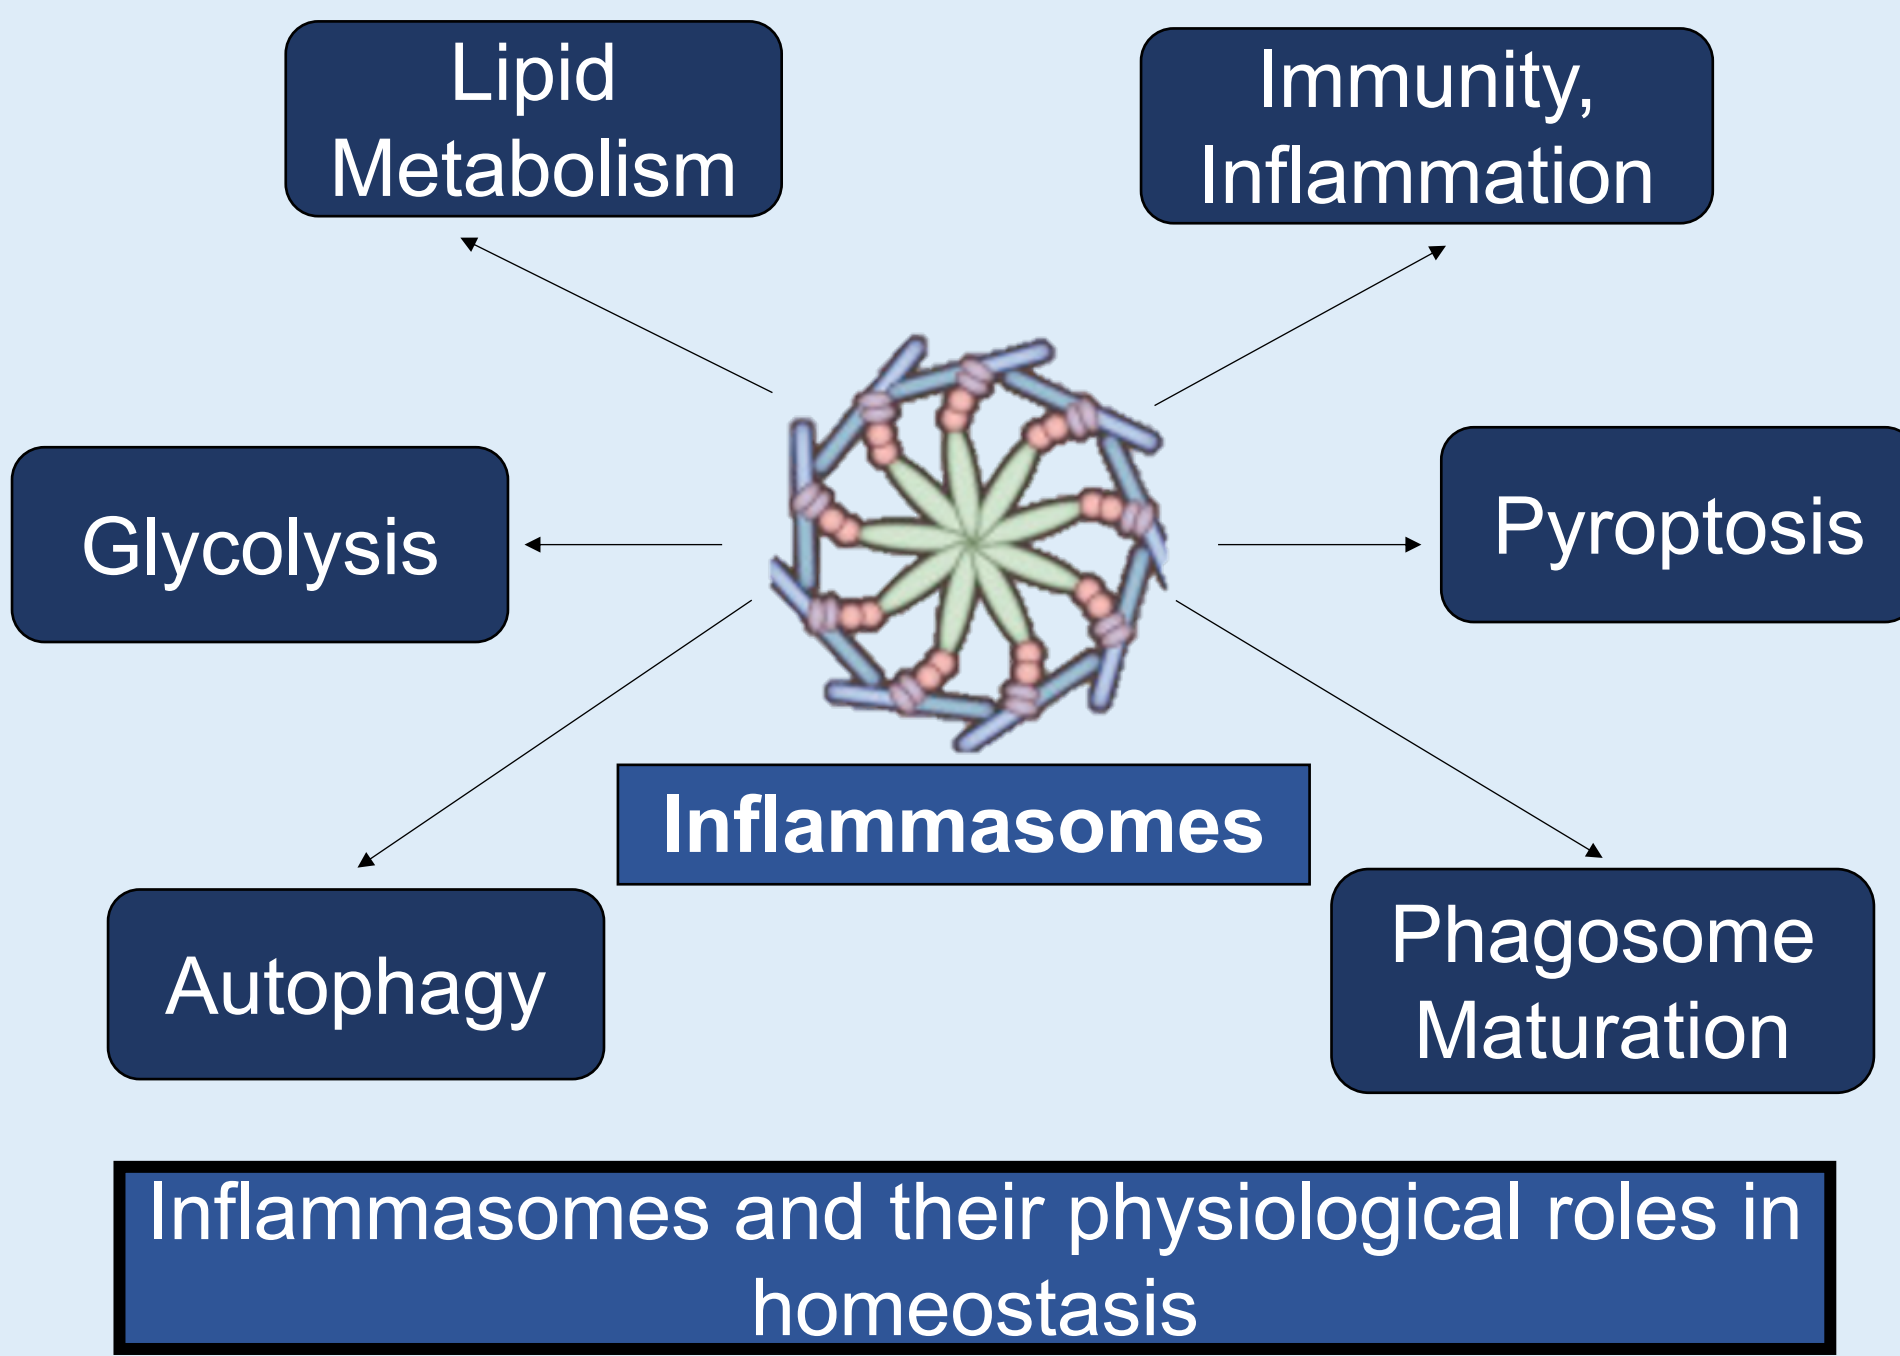 Lipid
Metabolism
Immunity,
Inflammation
Glycolysis
Pyroptosis
Inflammasomes
Autophagy
Phagosome
Maturation
Inflammasomes and their physiological roles in
homeostasis